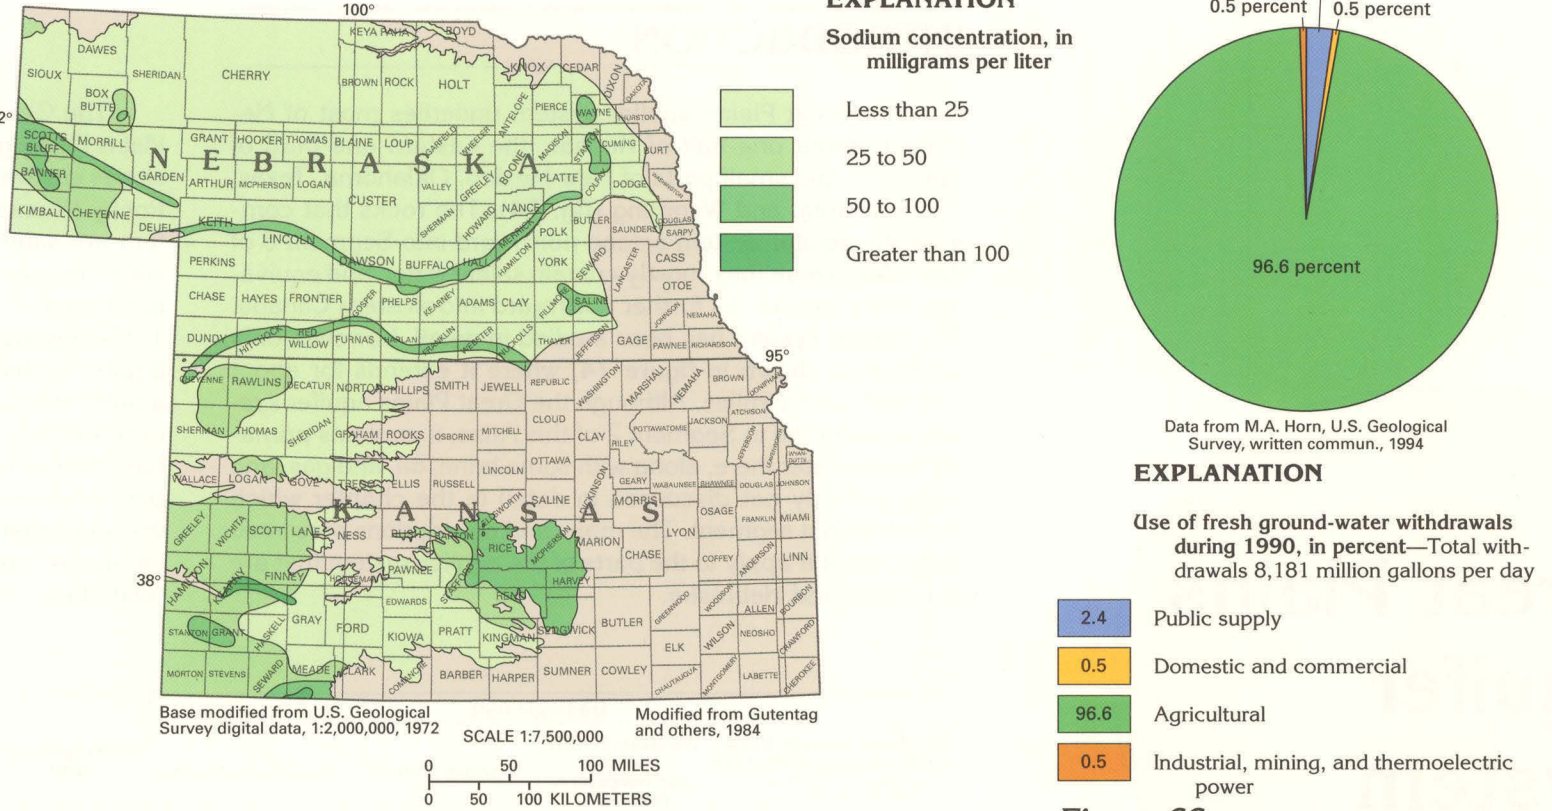 100°
KEYA PAHA
BOYD
DAWES
SIOUX
SHERIDAN
CHERRY
BROWN
ROCK
HOLT
KNOX
CEDAR
DIXON
DAKOTA
BOX
BUTTE
ANTELOPE
PIERCE
WAYNE
THURSTON
2°
SCOTTS
BLUFF
MORRILL
GRANT
HOOKER
THOMAS
BLAINE
LOUP
GARFIELD
WHEELER
MADISON
STANTON
CUMING
BURT
NEBRASKA
BANNER
GARDEN
ARTHUR
MCPHERSON
LOGAN
CUSTER
VALLEY
GREELEY
BOONE
PLATTE
COLFAX
DODGE
WASHINGTON
KIMBALL
CHEYENNE
DEUEL
KEITH
LINCOLN
SHERMAN
HOWARD
NANCE
MERRICK
POLK
BUTLER
SAUNDERS
DOUGLAS
SARPY
PERKINS
DAWSON
BUFFALO
HALL
HAMILTON
YORK
SEWARD
LANCASTER
CASS
OTOE
CHASE
HAYES
FRONTIER
GOSPER
PHELPS
KEARNEY
ADAMS
CLAY
FILLMORE
SALINE
JOHNSON
NEMAHA
DUNDY
HITCHCOCK
RED
WILLOW
FURNAS
HARLAN
FRANKLIN
WEBSTER
NUCKOLLS
THAYER
JEFFERSON
GAGE
PAWNEE
RICHARDSON
95°
CHEYENNE
RAWLINS
DECATUR
NORTON
PHILLIPS
SMITH
JEWELL
REPUBLIC
WASHINGTON
MARSHALL
NEMAHA
BROWN
DONIPHAN
SHERMAN
THOMAS
SHERIDAN
GRAHAM
ROOKS
OSBORNE
MITCHELL
CLOUD
CLAY
RILEY
POTTAWATOMIE
JACKSON
ATCHISON
JEFFERSON
LEAVENWORTH
WYAN-
DOTTE
WALLACE
LOGAN
GOVE
TREGO
ELLIS
RUSSELL
LINCOLN
OTTAWA
SALINE
DICKINSON
GEARY
WABAUNSEE
SHAWNEE
DOUGLAS
JOHNSON
KANSAS
GREELEY
WICHITA
SCOTT
LANE
NESS
RUSH
BARTON
ELLSWORTH
RICE
MCPHERSON
MARION
MORRIS
CHASE
LYON
OSAGE
FRANKLIN
MIAMI
COFFEY
ANDERSON
LINN
38°
HAMILTON
KEARNY
FINNEY
HODGEMAN
PAWNEE
STAFFORD
RENO
HARVEY
EDWARDS
STANTON
GRANT
HASKELL
GRAY
FORD
KIOWA
PRATT
KINGMAN
SEDGWICK
BUTLER
GREENWOOD
WOODSON
ALLEN
BOURBON
ELK
WILSON
NEOSHO
CRAWFORD
MORTON
STEVENS
SEWARD
MEADE
CLARK
COMANCHE
BARBER
HARPER
SUMNER
COWLEY
CHAUTAUQUA
MONTGOMERY
LABETTE
CHEROKEE
Base modified from U.S. Geological
Survey digital data, 1:2,000,000, 1972
Modified from Gutentag
and others, 1984
SCALE 1:7,500,000
0 50 100 MILES
0 50 100 KILOMETERS
EXPLANATION
Sodium concentration, in
milligrams per liter
Less than 25
25 to 50
50 to 100
Greater than 100
0.5 percent
0.5 percent
96.6 percent
Data from M.A. Horn, U.S. Geological
Survey, written commun., 1994
EXPLANATION
Use of fresh ground-water withdrawals
during 1990, in percent—Total with-
drawals 8,181 million gallons per day
2.4 Public supply
0.5 Domestic and commercial
96.6 Agricultural
0.5 Industrial, mining, and thermoelectric
power